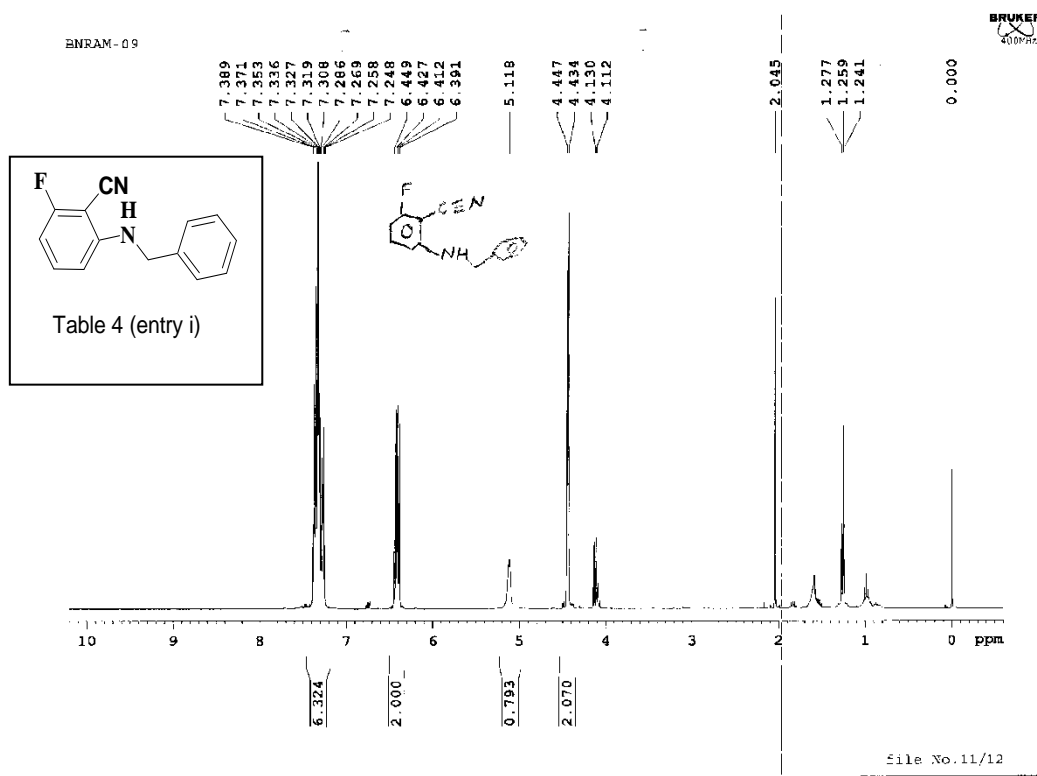 BRUKER
400MHz
BNRAM-09
7.389
7.371
7.353
7.336
7.327
7.319
7.308
7.286
7.269
7.258
7.248
6.449
6.427
6.412
6.391
5.118
4.447
4.434
4.130
4.112
2.045
1.277
1.259
1.241
0.000
F
CN
H
N
Table 4 (entry i)
F
C≡N
NH
10 9 8 7 6 5 4 3 2 1 0 ppm
6.324
2.000
0.793
2.070
file No.11/12